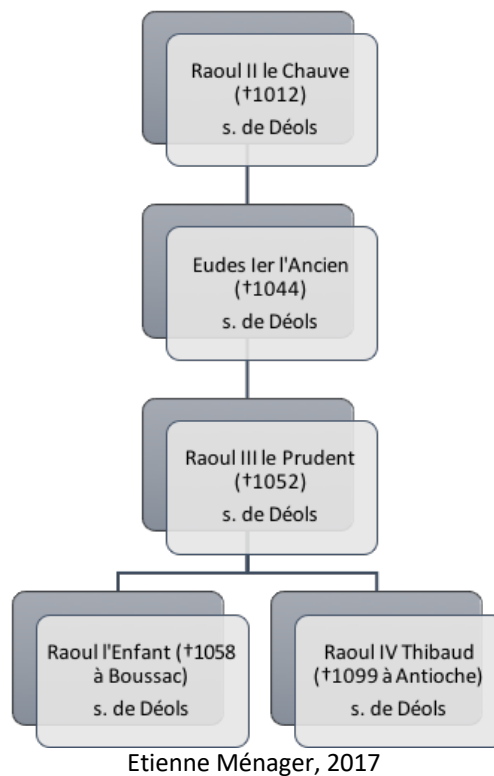 Raoul II le Chauve
(†1012)
s. de Déols
Eudes Ier l'Ancien
(†1044)
s. de Déols
Raoul III le Prudent
(†1052)
s. de Déols
Raoul l'Enfant (†1058
à Boussac)
s. de Déols
Raoul IV Thibaud
(†1099 à Antioche)
s. de Déols
Etienne Ménager, 2017